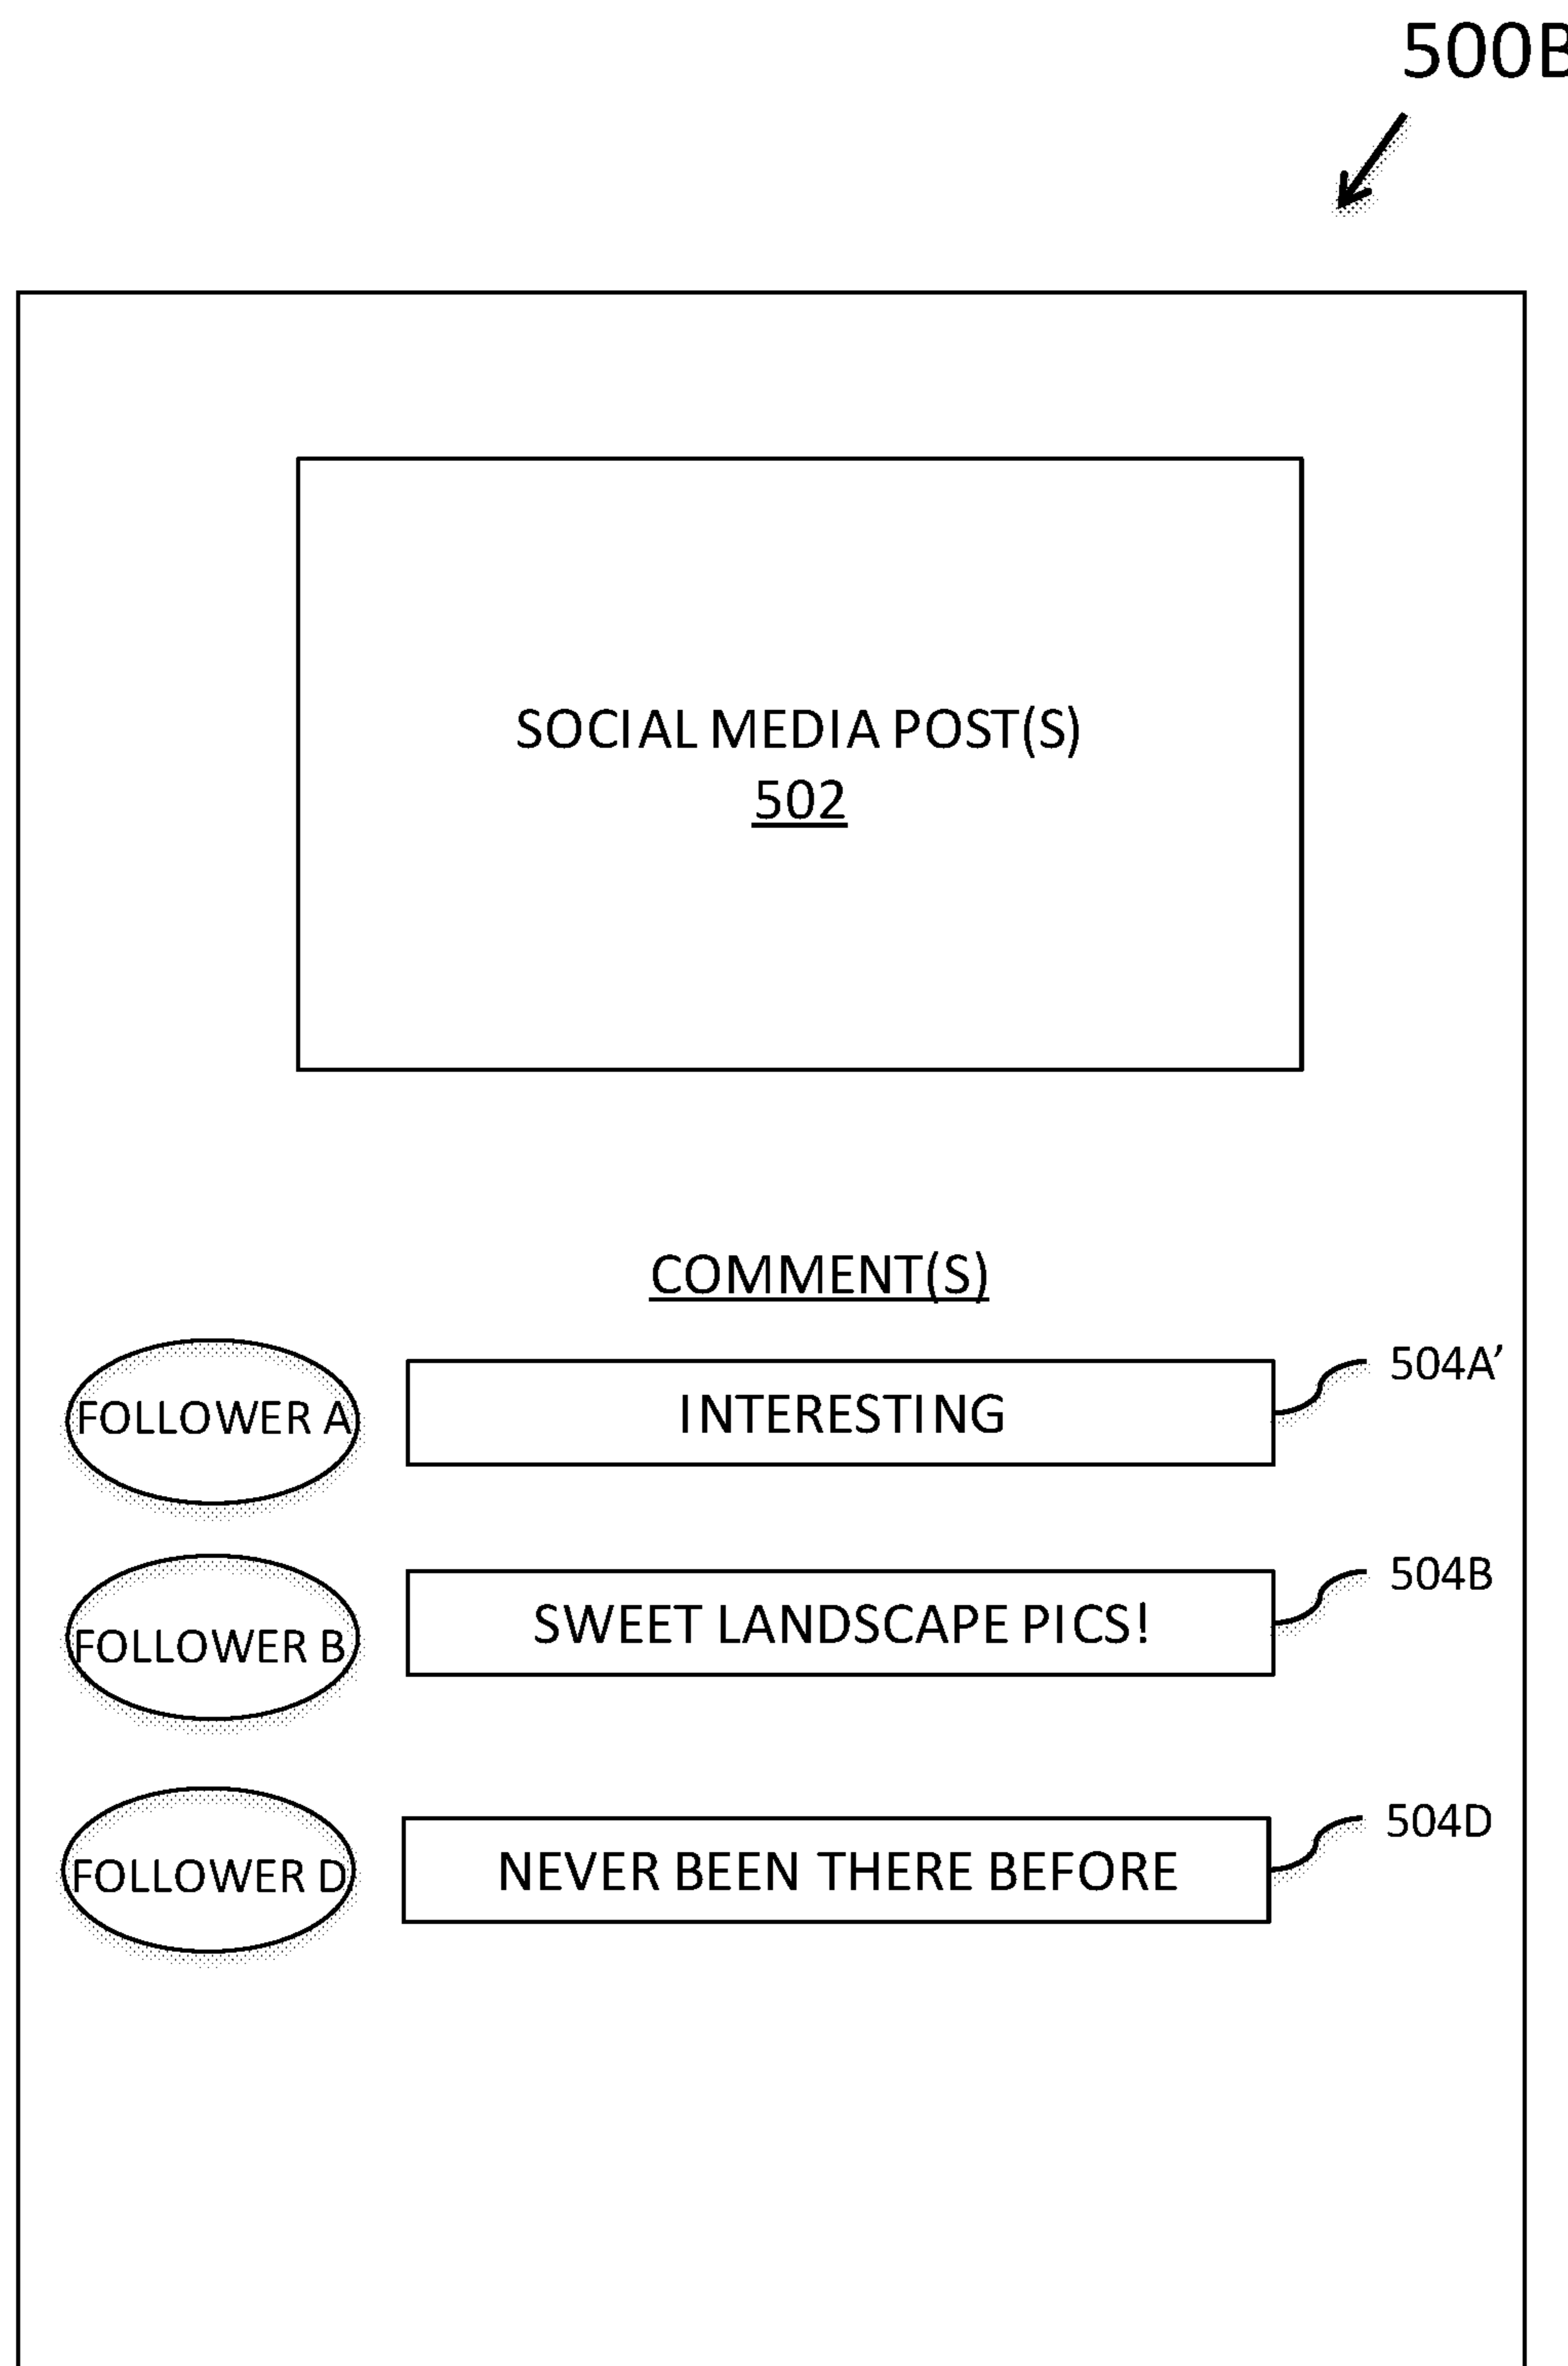 500B
SOCIAL MEDIA POST(S)
502
COMMENT(S)
FOLLOWER A
INTERESTING
504A’
FOLLOWER B
SWEET LANDSCAPE PICS!
504B
FOLLOWER D
NEVER BEEN THERE BEFORE
504D